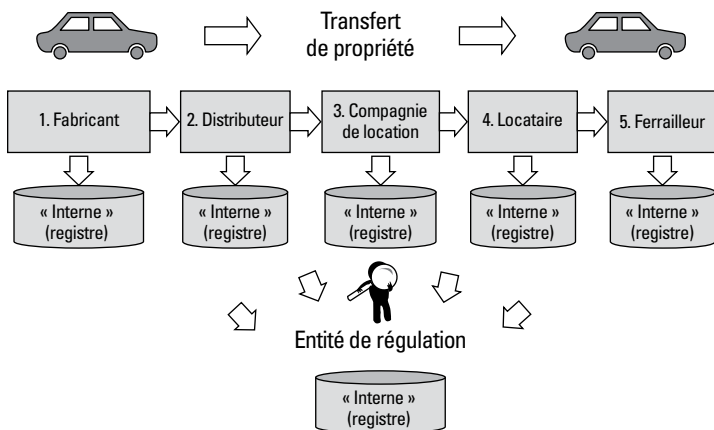 Transfert
de propriété
1. Fabricant
2. Distributeur
3. Compagnie
de location
4. Locataire
5. Ferrailleur
« Interne »
(registre)
« Interne »
(registre)
« Interne »
(registre)
« Interne »
(registre)
« Interne »
(registre)
Entité de régulation
« Interne »
(registre)